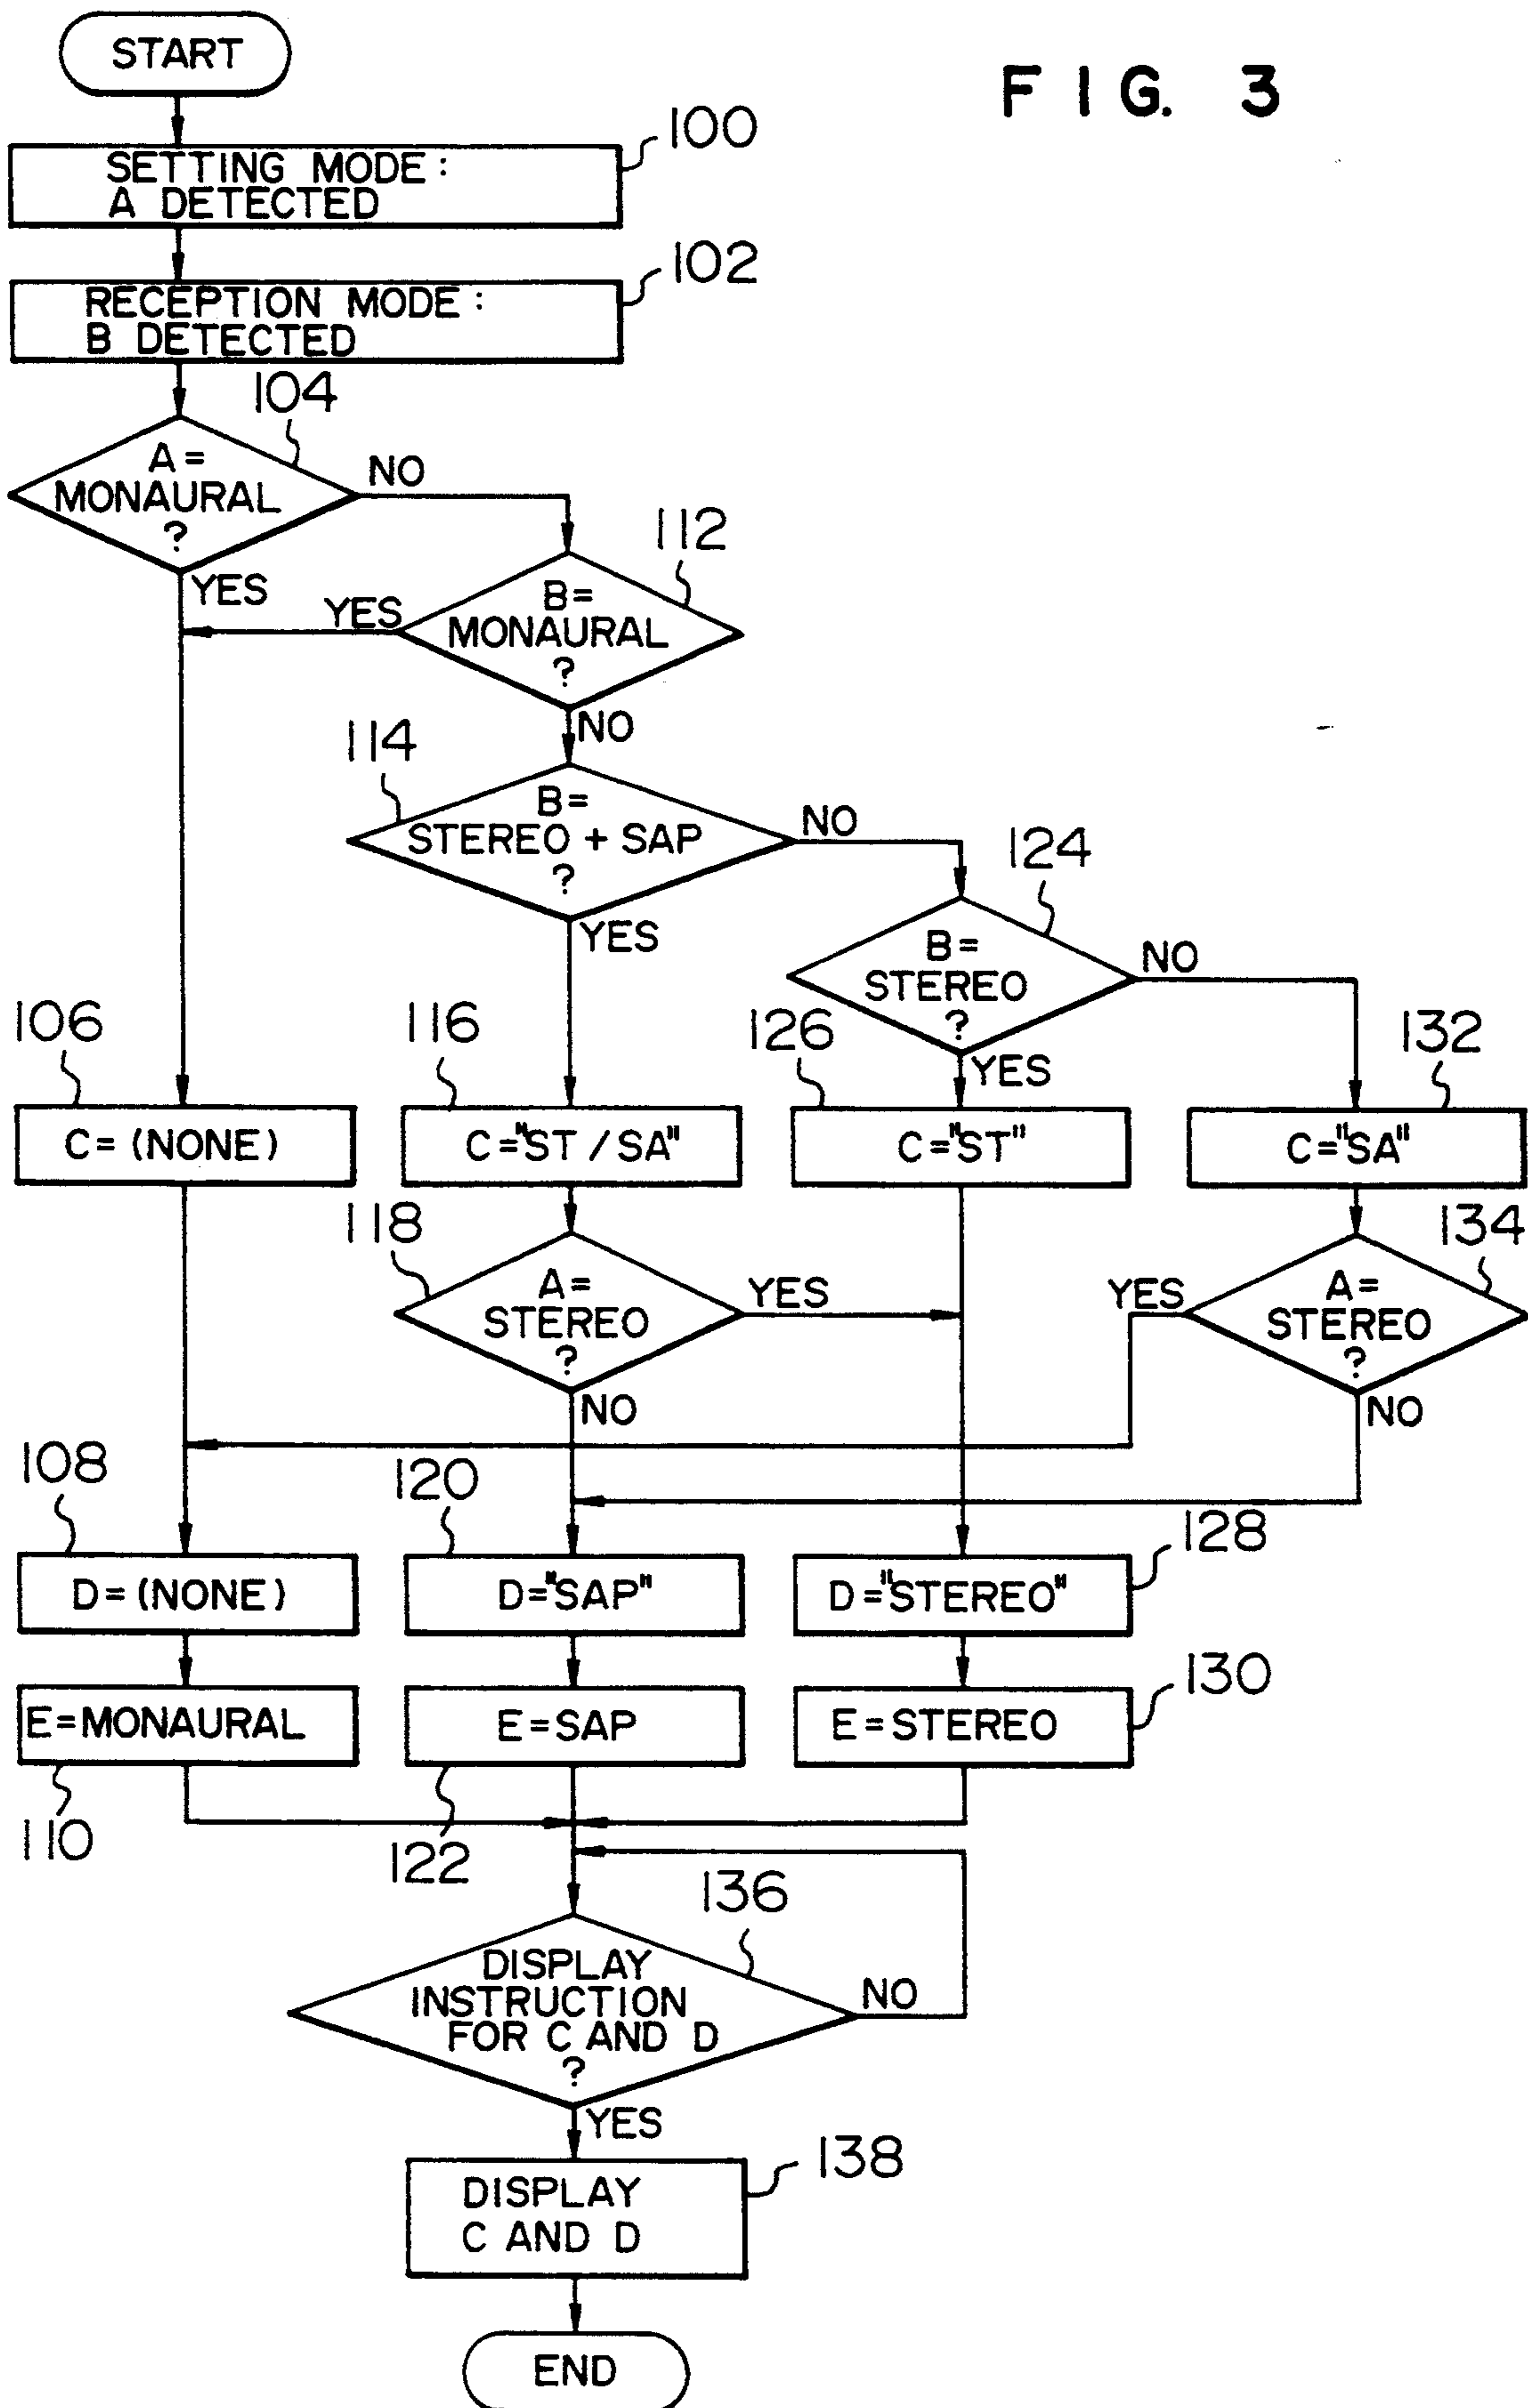 START
FIG. 3
100
SETTING MODE:
A DETECTED
102
RECEPTION MODE:
B DETECTED
104
A=
MONAURAL
?
NO
YES
112
B=
MONAURAL
?
YES
NO
114
B=
STEREO + SAP
?
NO
YES
124
B=
STEREO
?
NO
YES
106
C=(NONE)
116
C="ST/SA"
126
C="ST"
132
C="SA"
118
A=
STEREO
?
YES
NO
134
A=
STEREO
?
YES
NO
108
D=(NONE)
120
D="SAP"
128
D="STEREO"
E=MONAURAL
110
E=SAP
122
E=STEREO
130
136
DISPLAY
INSTRUCTION
FOR C AND D
?
NO
YES
138
DISPLAY
C AND D
END